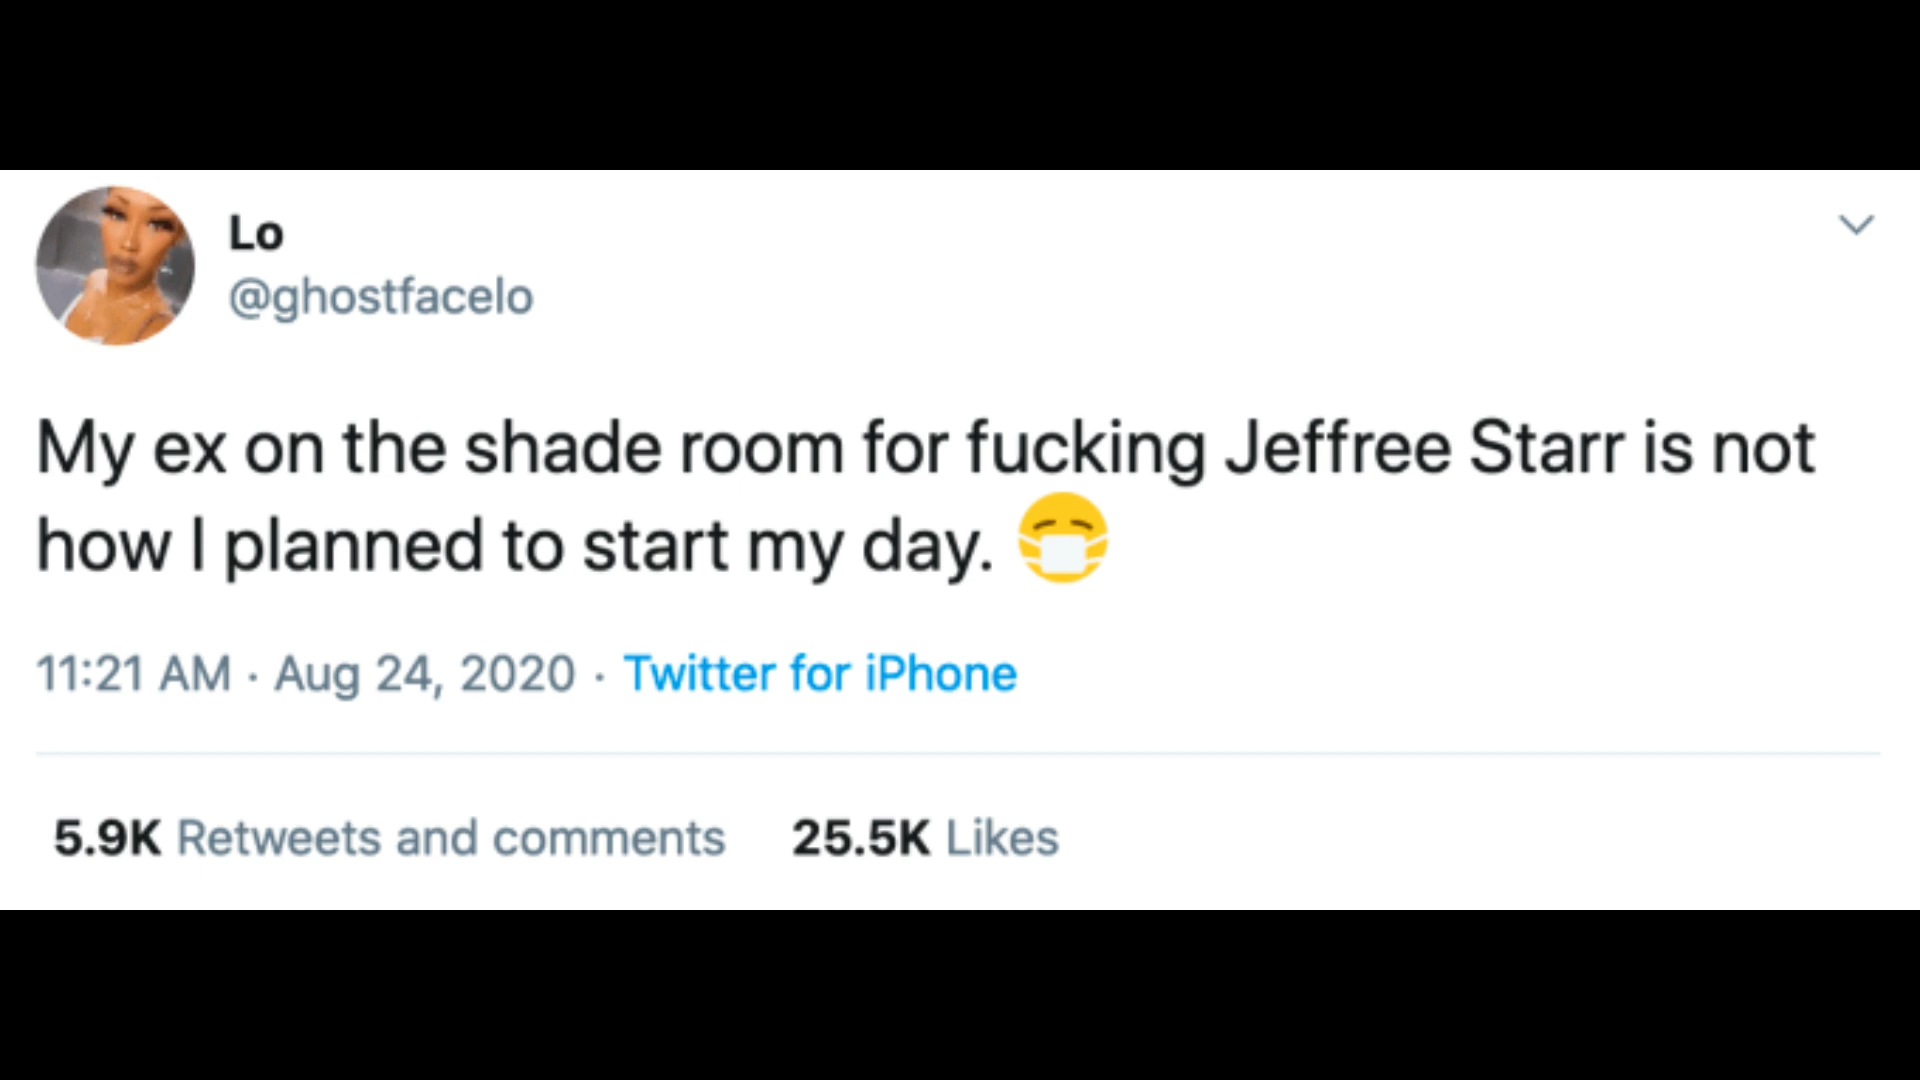 Lo
@ghostfacelo
My ex on the shade room for fucking Jeffree Starr is not
how I planned to start my day. 😷
11:21 AM · Aug 24, 2020 · Twitter for iPhone
5.9K Retweets and comments 25.5K Likes